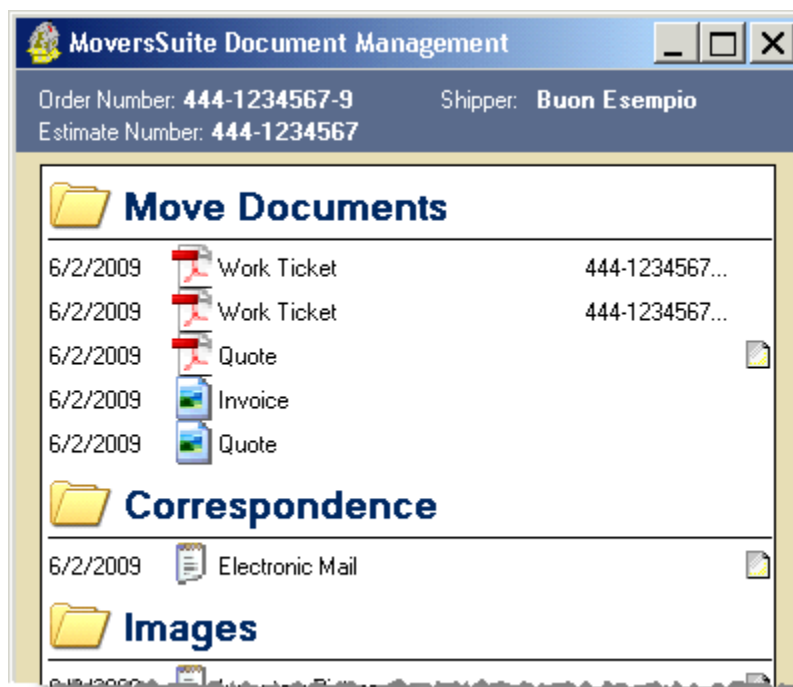 MoversSuite Document Management
Order Number: 444-1234567-9 Shipper: Buon Esempio
Estimate Number: 444-1234567
Move Documents
6/2/2009 Work Ticket 444-1234567...
6/2/2009 Work Ticket 444-1234567...
6/2/2009 Quote
6/2/2009 Invoice
6/2/2009 Quote
Correspondence
6/2/2009 Electronic Mail
Images